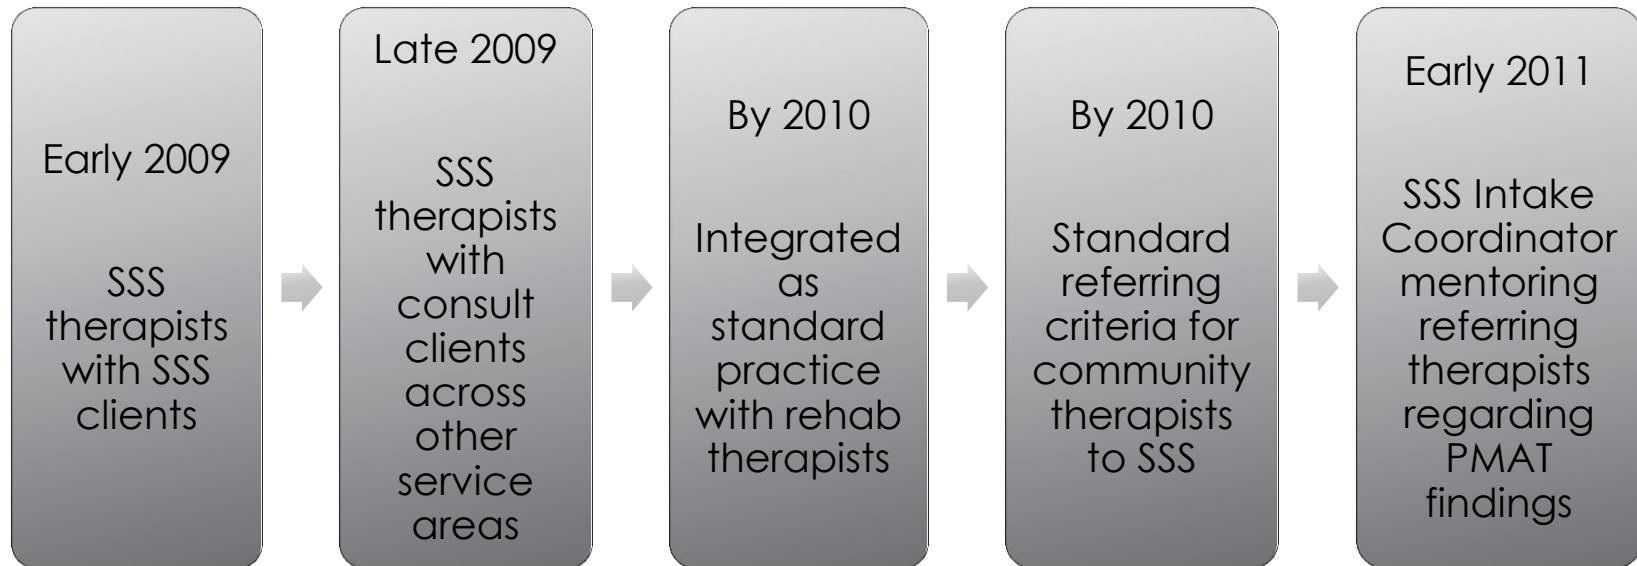 Early 2009
SSS
therapists
with SSS
clients
Late 2009
SSS
therapists
with
consult
clients
across
other
service
areas
By 2010
Integrated
as
standard
practice
with rehab
therapists
By 2010
Standard
referring
criteria for
community
therapists
to SSS
Early 2011
SSS Intake
Coordinator
mentoring
referring
therapists
regarding
PMAT
findings